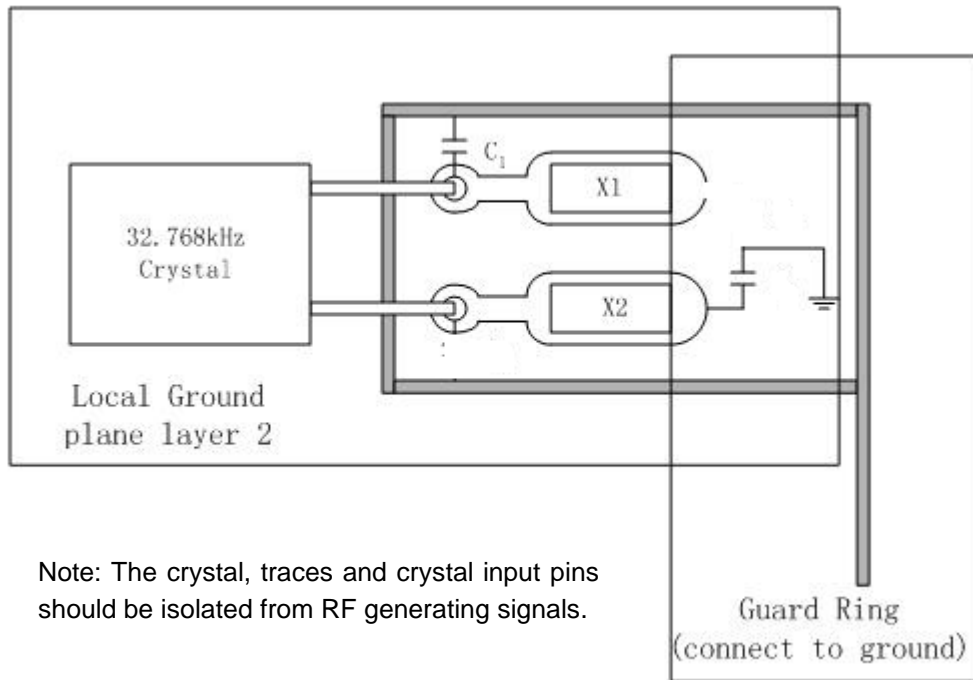 C1
X1
32.768kHz
Crystal
X2
Local Ground
plane layer 2
Note: The crystal, traces and crystal input pins
should be isolated from RF generating signals.
Guard Ring
(connect to ground)